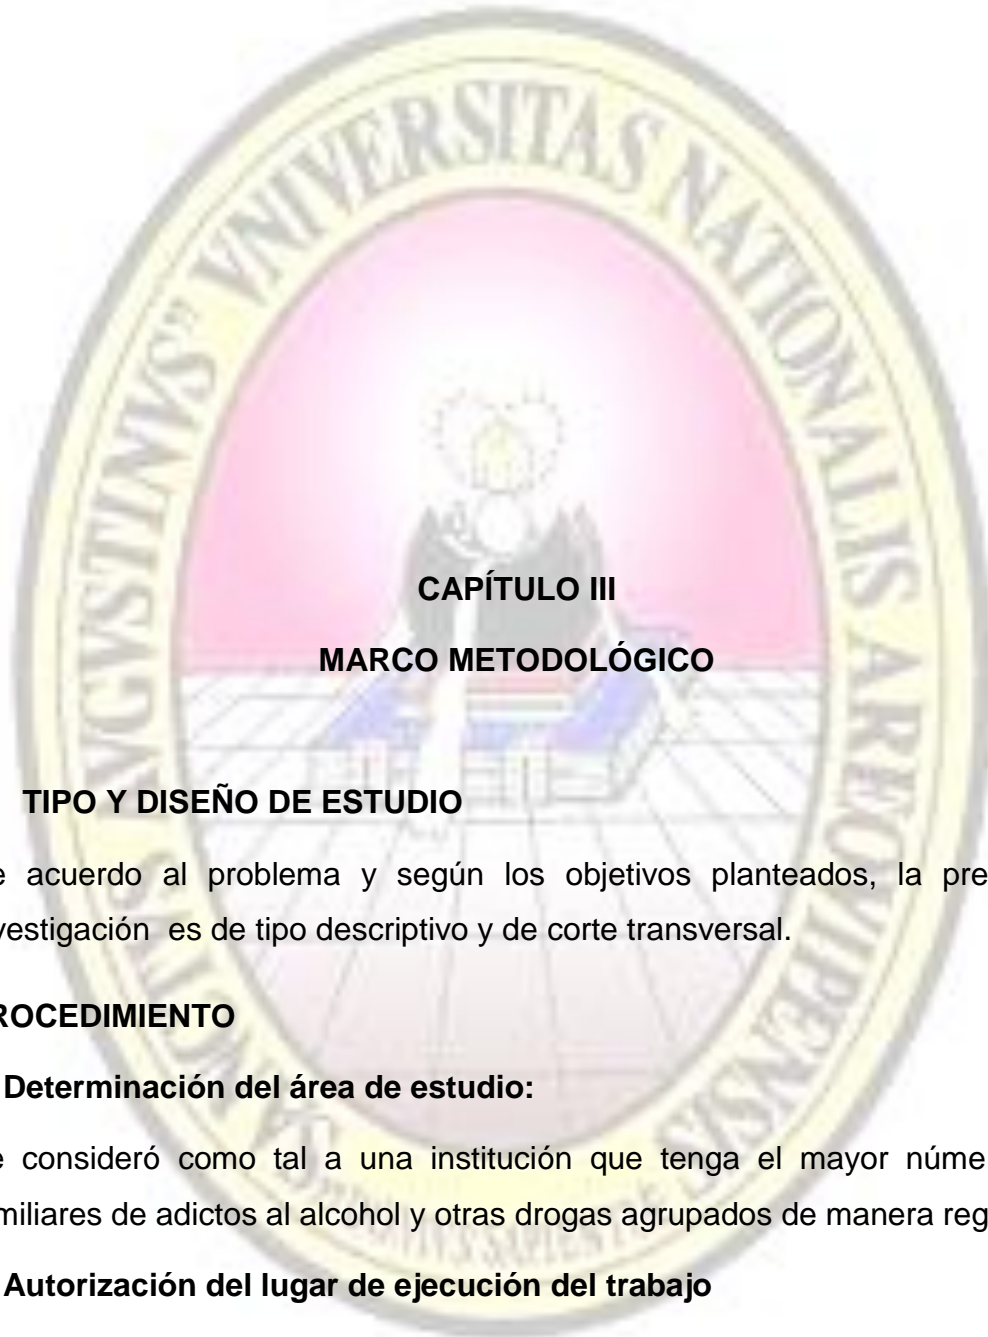 SANCTVS AVGVSTINVS" VNIVERSITAS NATIONALIS AREQVIPENSIS
CAPÍTULO III
MARCO METODOLÓGICO
TIPO Y DISEÑO DE ESTUDIO
e acuerdo al problema y según los objetivos planteados, la pre
vestigación es de tipo descriptivo y de corte transversal.
ROCEDIMIENTO
Determinación del área de estudio:
e consideró como tal a una institución que tenga el mayor núme
miliares de adictos al alcohol y otras drogas agrupados de manera reg
Autorización del lugar de ejecución del trabajo